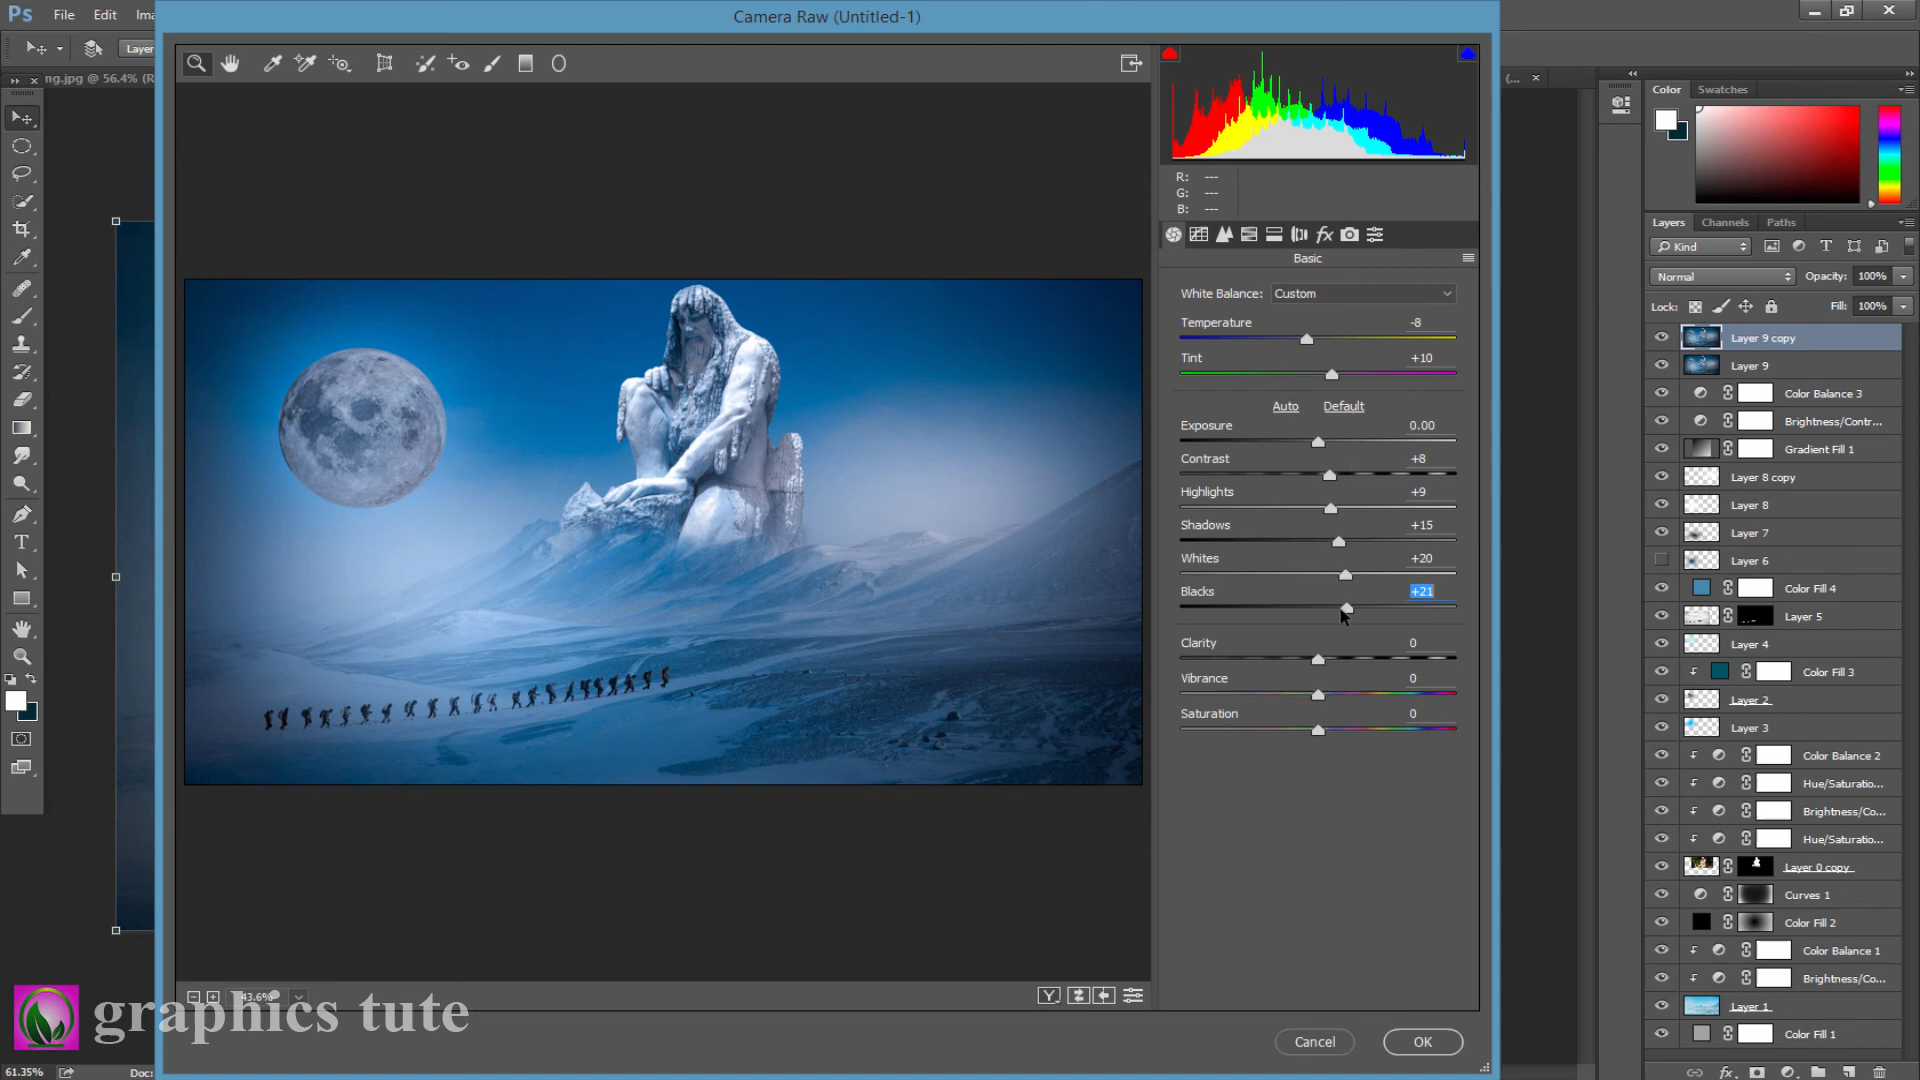 Ps File Edit Ima
Camera Raw (Untitled-1)
Layer
ng.jpg @ 56.4% (R
(...
R: ---
G: ---
B: ---
Basic
White Balance: Custom
Temperature -8
Tint +10
Auto Default
Exposure 0.00
Contrast +8
Highlights +9
Shadows +15
Whites +20
Blacks +21
Clarity 0
Vibrance 0
Saturation 0
Color Swatches
Layers Channels Paths
Kind
Normal Opacity: 100%
Lock: Fill: 100%
Layer 9 copy
Layer 9
Color Balance 3
Brightness/Contr...
Gradient Fill 1
Layer 8 copy
Layer 8
Layer 7
Layer 6
Color Fill 4
Layer 5
Layer 4
Color Fill 3
Layer 2
Layer 3
Color Balance 2
Hue/Saturatio...
Brightness/Co...
Hue/Saturatio...
Layer 0 copy
Curves 1
Color Fill 2
Color Balance 1
Brightness/Co...
Layer 1
Color Fill 1
43.6%
Y
graphics tute
Cancel OK
61.35% Doc:
fx